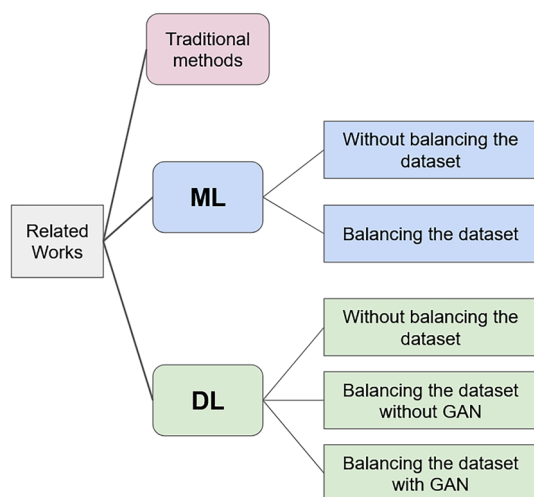 Traditional
methods
Without balancing the
dataset
ML
Balancing the dataset
Related
Works
Without balancing the
dataset
DL
Balancing the dataset
without GAN
Balancing the dataset
with GAN